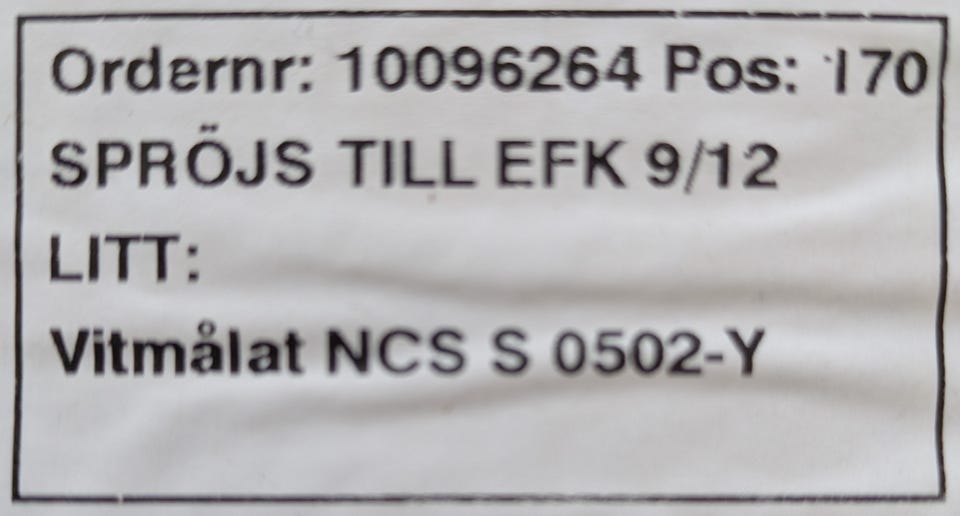 Ordernr: 10096264 Pos: 170
SPRÖJS TILL EFK 9/12
LITT:
Vitmålat NCS S 0502-Y